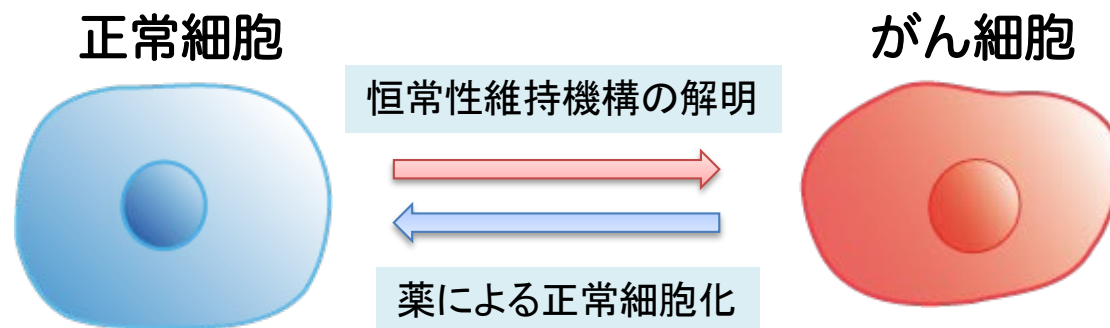 正常細胞
がん細胞
恒常性維持機構の解明
薬による正常細胞化